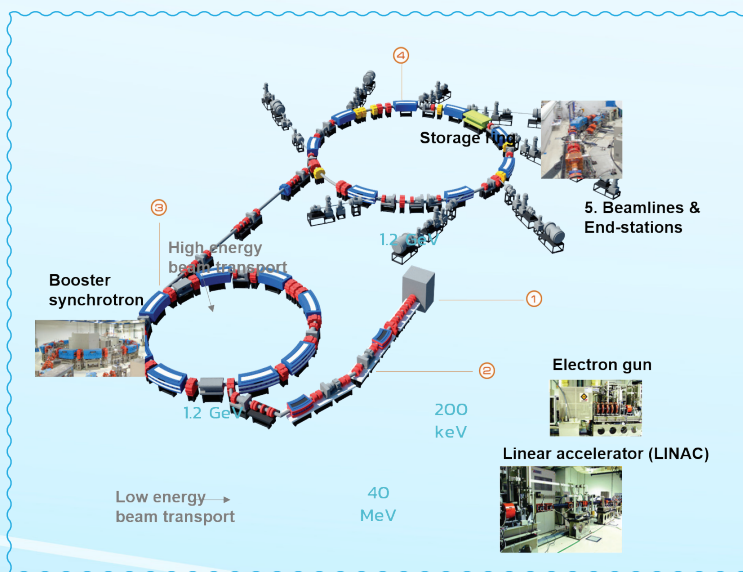 4
Storage ring
3
5. Beamlines &
End-stations
1.2 GeV
High energy
beam transport
Booster
synchrotron
1
Electron gun
2
1.2 GeV
200
keV
Linear accelerator (LINAC)
Low energy
beam transport
40
MeV